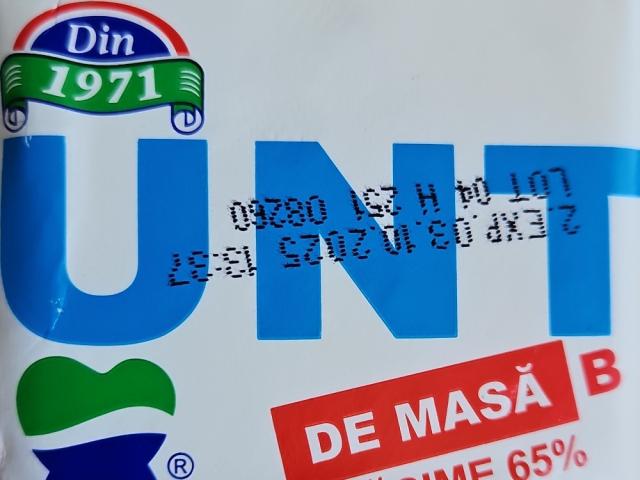 Din
1971
UNT
2.EXP.03.10.2025 13:37
LOT 04 H 251 08260
DE MASĂ B
65%
®